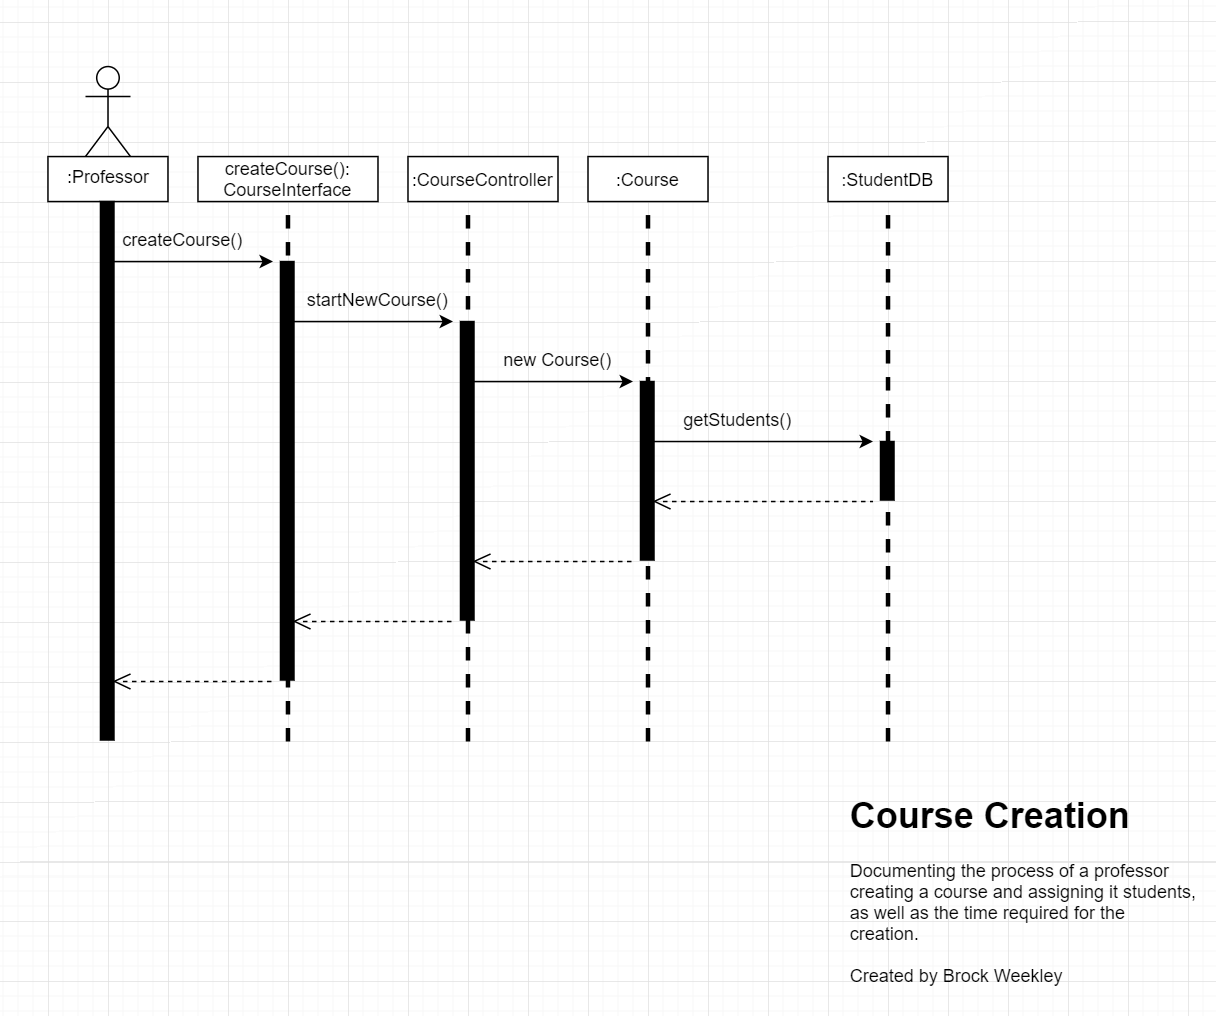 :Professor
createCourse():
CourseInterface
:CourseController
:Course
:StudentDB
createCourse()
startNewCourse()
new Course()
getStudents()
Course Creation
Documenting the process of a professor
creating a course and assigning it students,
as well as the time required for the
creation.
Created by Brock Weekley